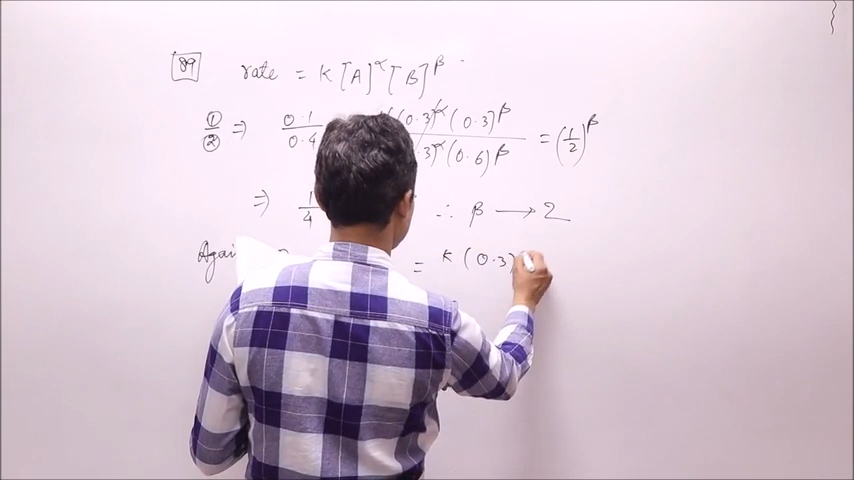 89 rate = K [A]^α [B]^β
①/② ⇒ 0.1/0.4 (0.3)^α (0.3)^β / 3)^α (0.6)^β = (1/2)^β
⇒ 1/4 ∴ β → 2
Agai = K (0.3)